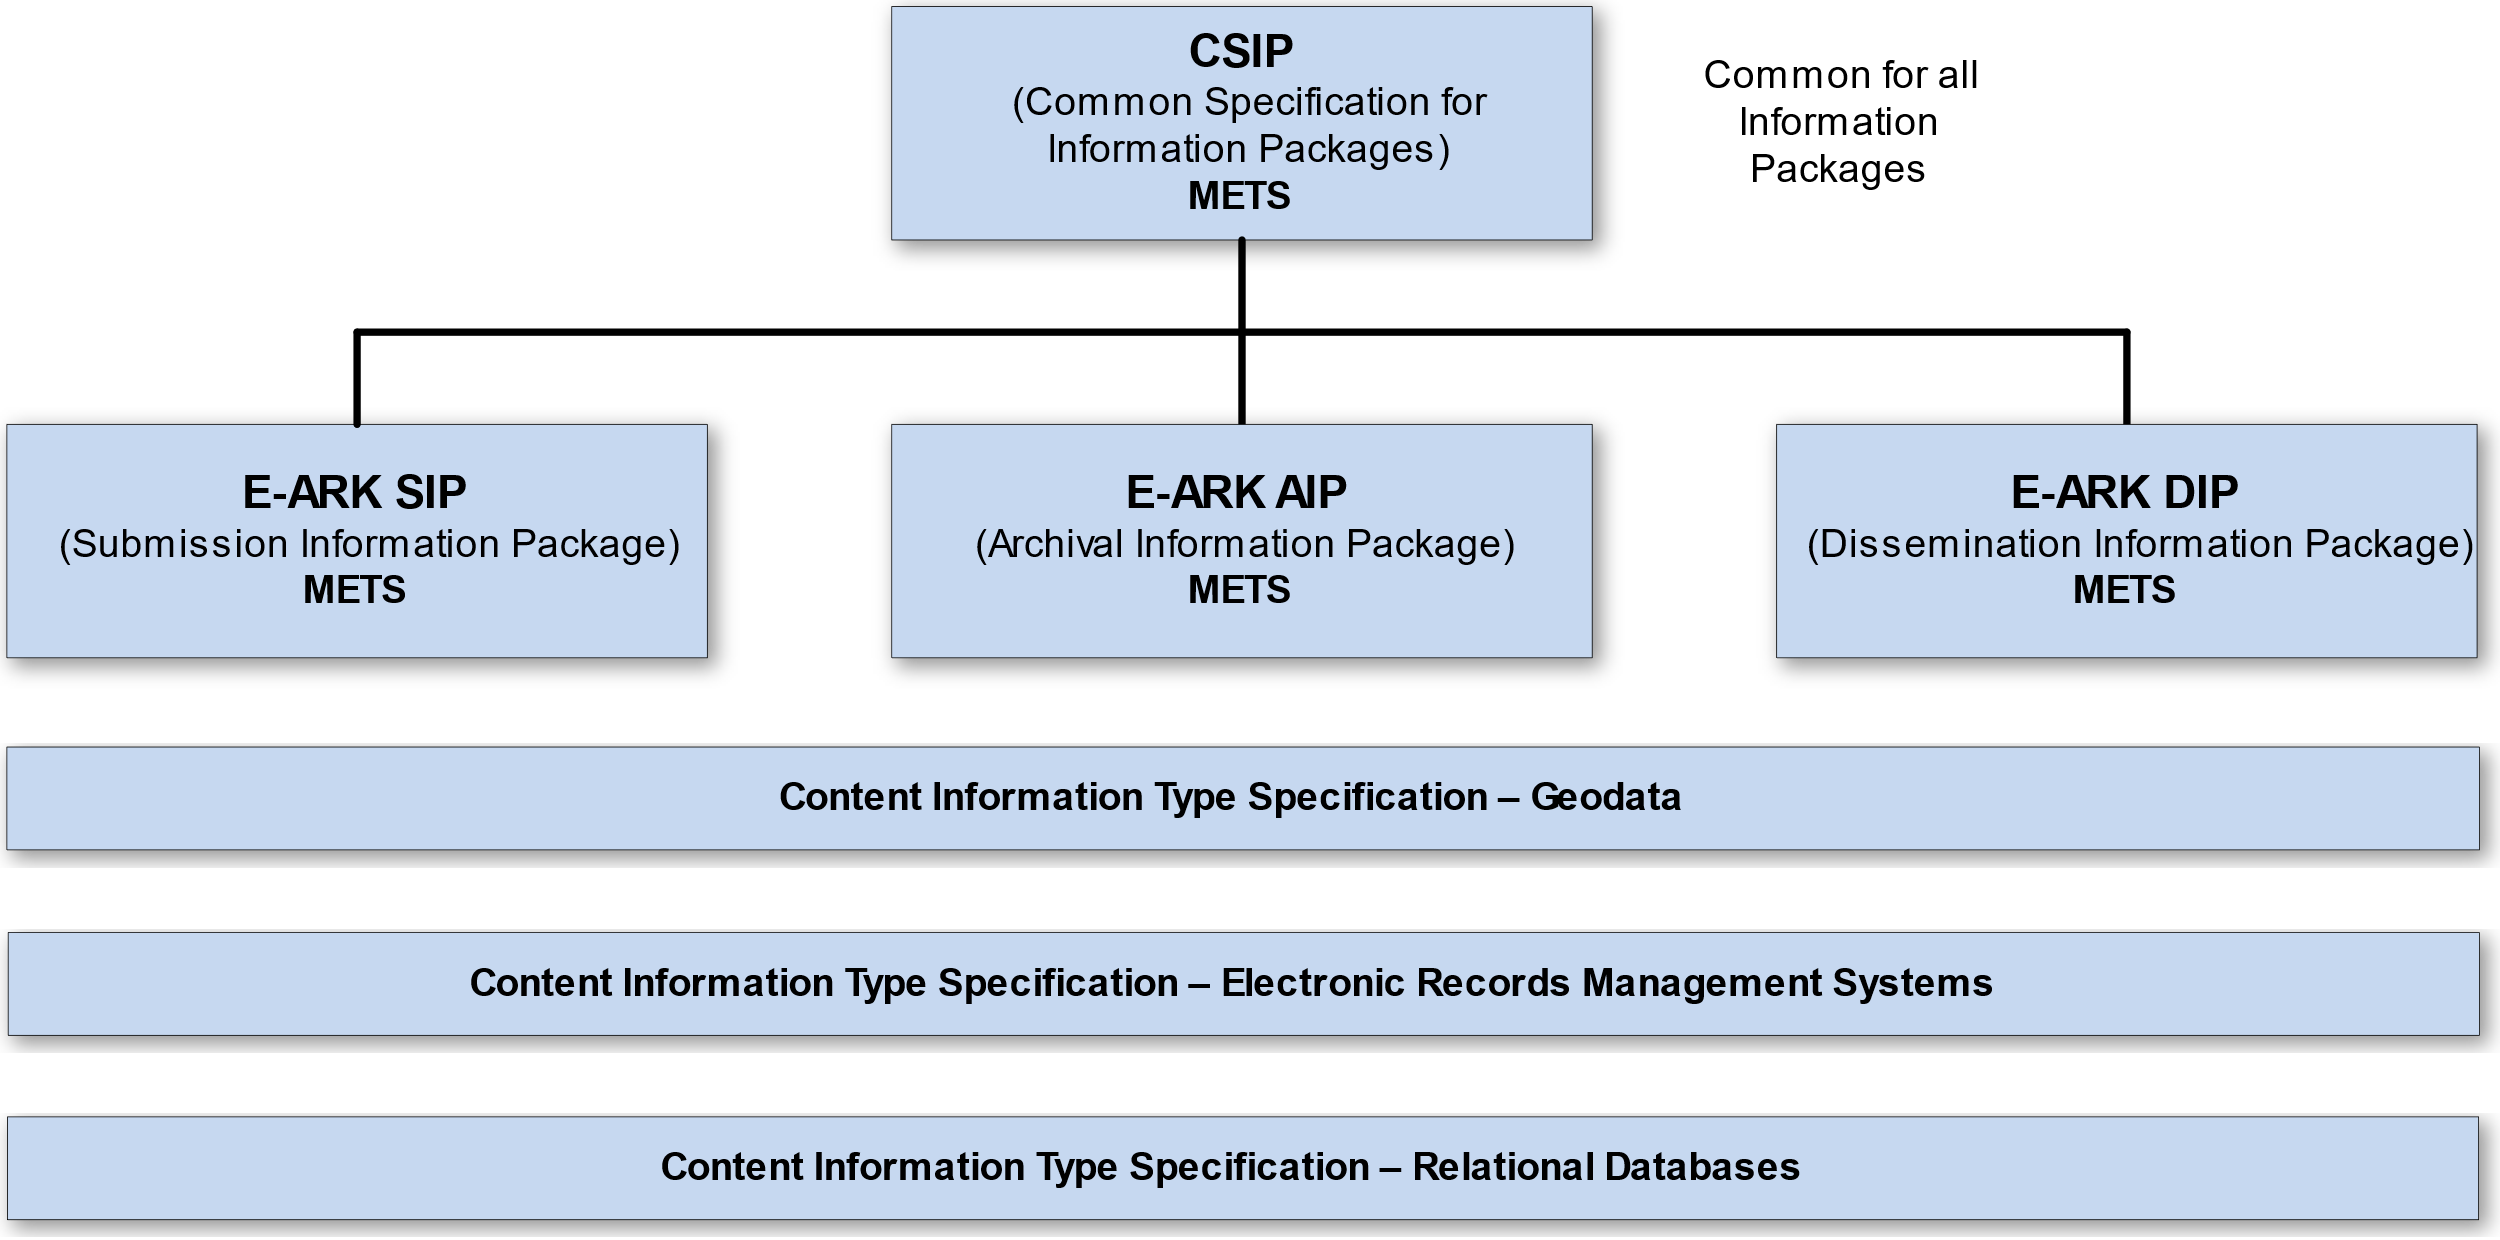 CSIP
(Common Specification for
Information Packages)
METS
Common for all
Information
Packages
E-ARK SIP
(Submission Information Package)
METS
E-ARK AIP
(Archival Information Package)
METS
E-ARK DIP
(Dissemination Information Package)
METS
Content Information Type Specification – Geodata
Content Information Type Specification – Electronic Records Management Systems
Content Information Type Specification – Relational Databases